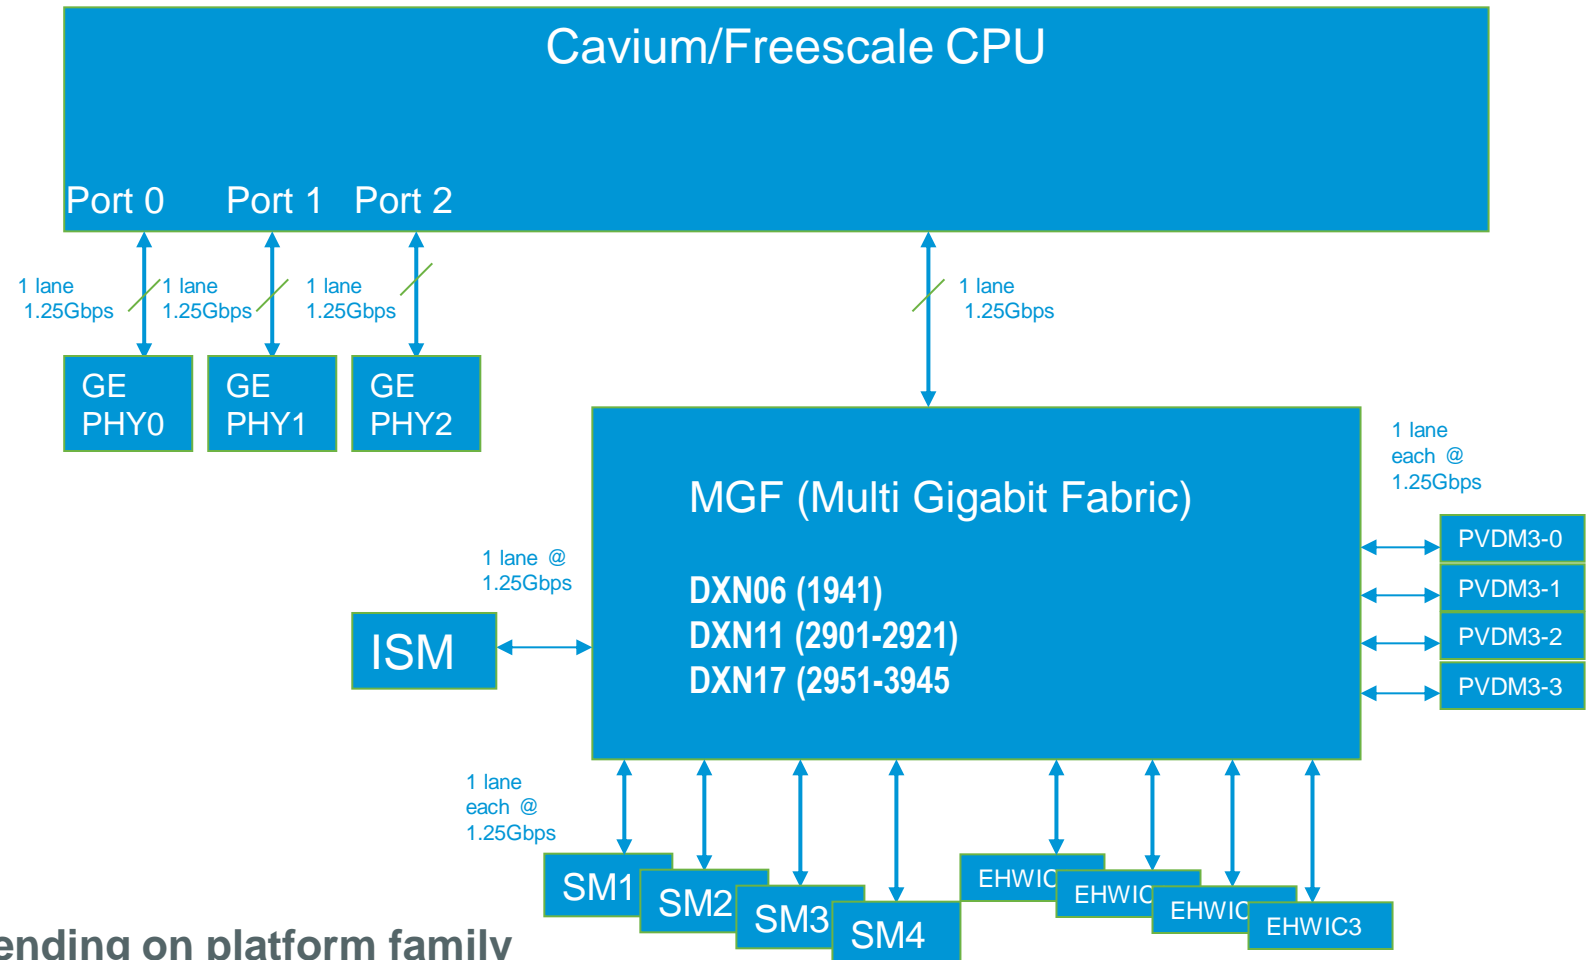 Cavium/Freescale CPU
Port 0
Port 1
Port 2
1 lane
1.25Gbps
1 lane
1.25Gbps
1 lane
1.25Gbps
1 lane
1.25Gbps
GE
PHY0
GE
PHY1
GE
PHY2
MGF (Multi Gigabit Fabric)
DXN06 (1941)
DXN11 (2901-2921)
DXN17 (2951-3945
1 lane
each @
1.25Gbps
PVDM3-0
PVDM3-1
PVDM3-2
PVDM3-3
1 lane @
1.25Gbps
ISM
1 lane
each @
1.25Gbps
SM1
SM2
SM3
SM4
EHWIC
EHWIC
EHWIC
EHWIC3
on platform family